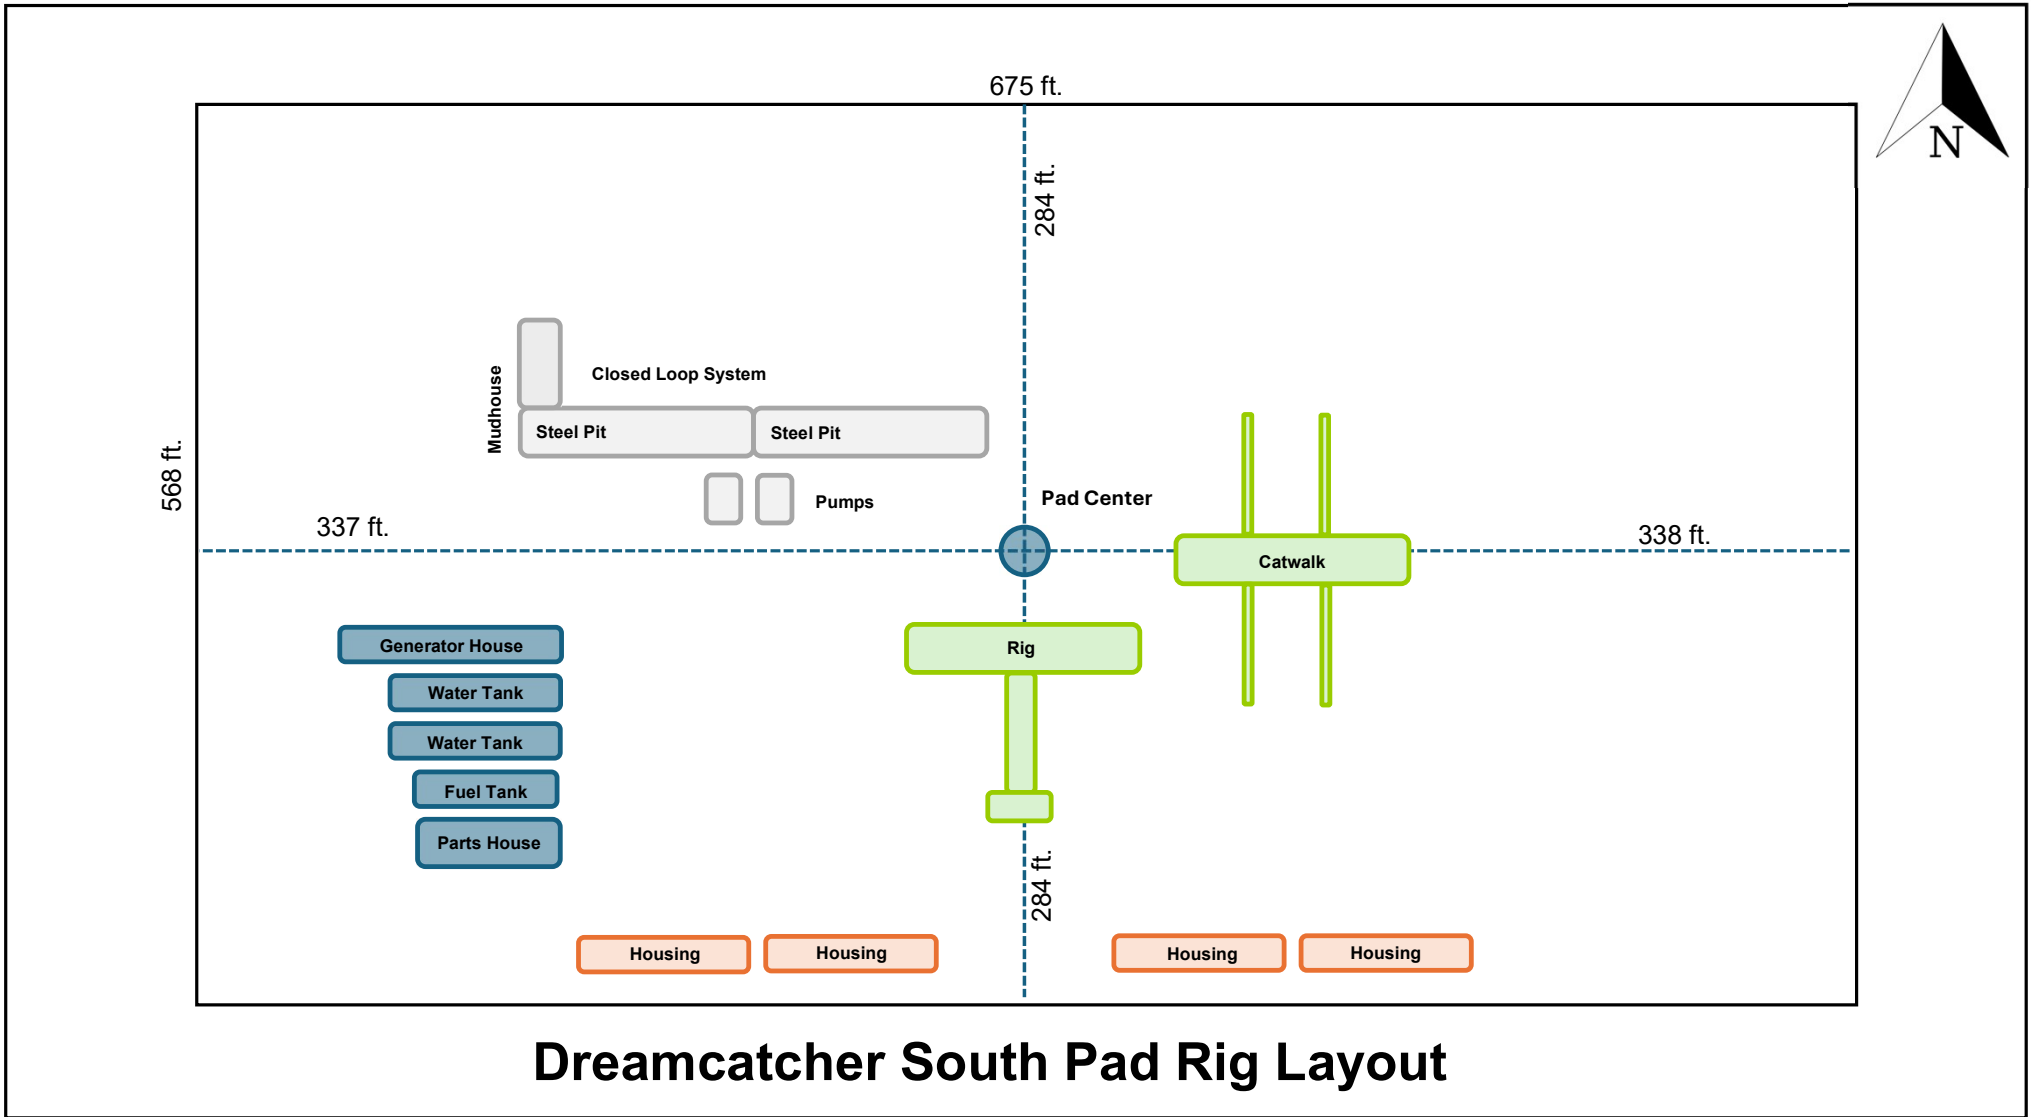 675 ft.
N
284 ft.
Closed Loop System
Mudhouse
Steel Pit
Steel Pit
568 ft.
Pumps
Pad Center
337 ft.
338 ft.
Catwalk
Generator House
Rig
Water Tank
Water Tank
Fuel Tank
Parts House
284 ft.
Housing
Housing
Housing
Housing
Dreamcatcher South Pad Rig Layout